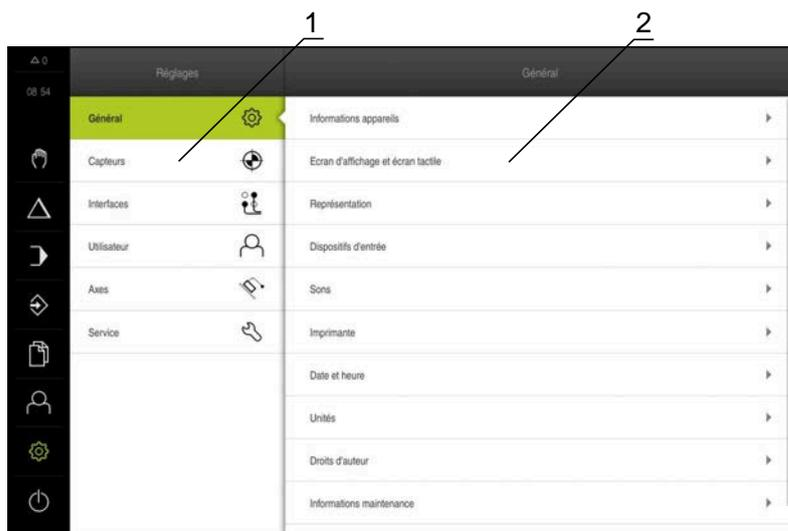 1
2
△ 0
08 54
Réglages
Général
Général
Capteurs
Interfaces
Utilisateur
Axes
Service
Informations appareils
Ecran d'affichage et écran tactile
Représentation
Dispositifs d'entrée
Sons
Imprimante
Date et heure
Unités
Droits d'auteur
Informations maintenance